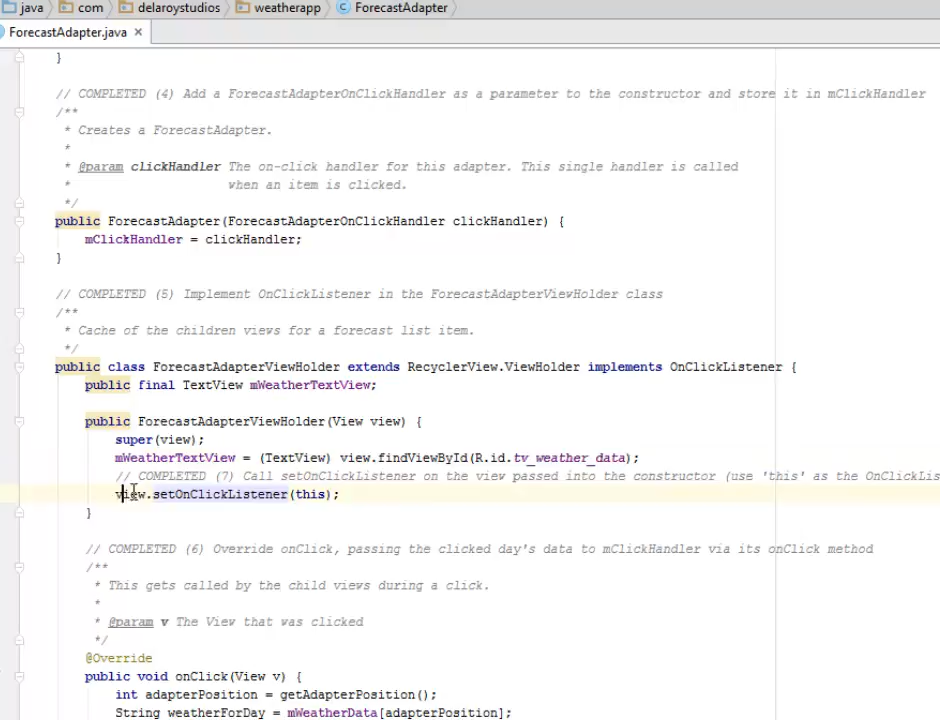 java com delaroystudios weatherapp ForecastAdapter
ForecastAdapter.java
}
// COMPLETED (4) Add a ForecastAdapterOnClickHandler as a parameter to the constructor and store it in mClickHandler
/**
* Creates a ForecastAdapter.
*
* @param clickHandler The on-click handler for this adapter. This single handler is called
* when an item is clicked.
*/
public ForecastAdapter(ForecastAdapterOnClickHandler clickHandler) {
mClickHandler = clickHandler;
}
// COMPLETED (5) Implement OnClickListener in the ForecastAdapterViewHolder class
/**
* Cache of the children views for a forecast list item.
*/
public class ForecastAdapterViewHolder extends RecyclerView.ViewHolder implements OnClickListener {
public final TextView mWeatherTextView;
public ForecastAdapterViewHolder(View view) {
super(view);
mWeatherTextView = (TextView) view.findViewById(R.id.tv_weather_data);
// COMPLETED (7) Call setOnClickListener on the view passed into the constructor (use 'this' as the OnClickLis
view.setOnClickListener(this);
}
// COMPLETED (6) Override onClick, passing the clicked day's data to mClickHandler via its onClick method
/**
* This gets called by the child views during a click.
*
* @param v The View that was clicked
*/
@Override
public void onClick(View v) {
int adapterPosition = getAdapterPosition();
String weatherForDay = mWeatherData[adapterPosition];